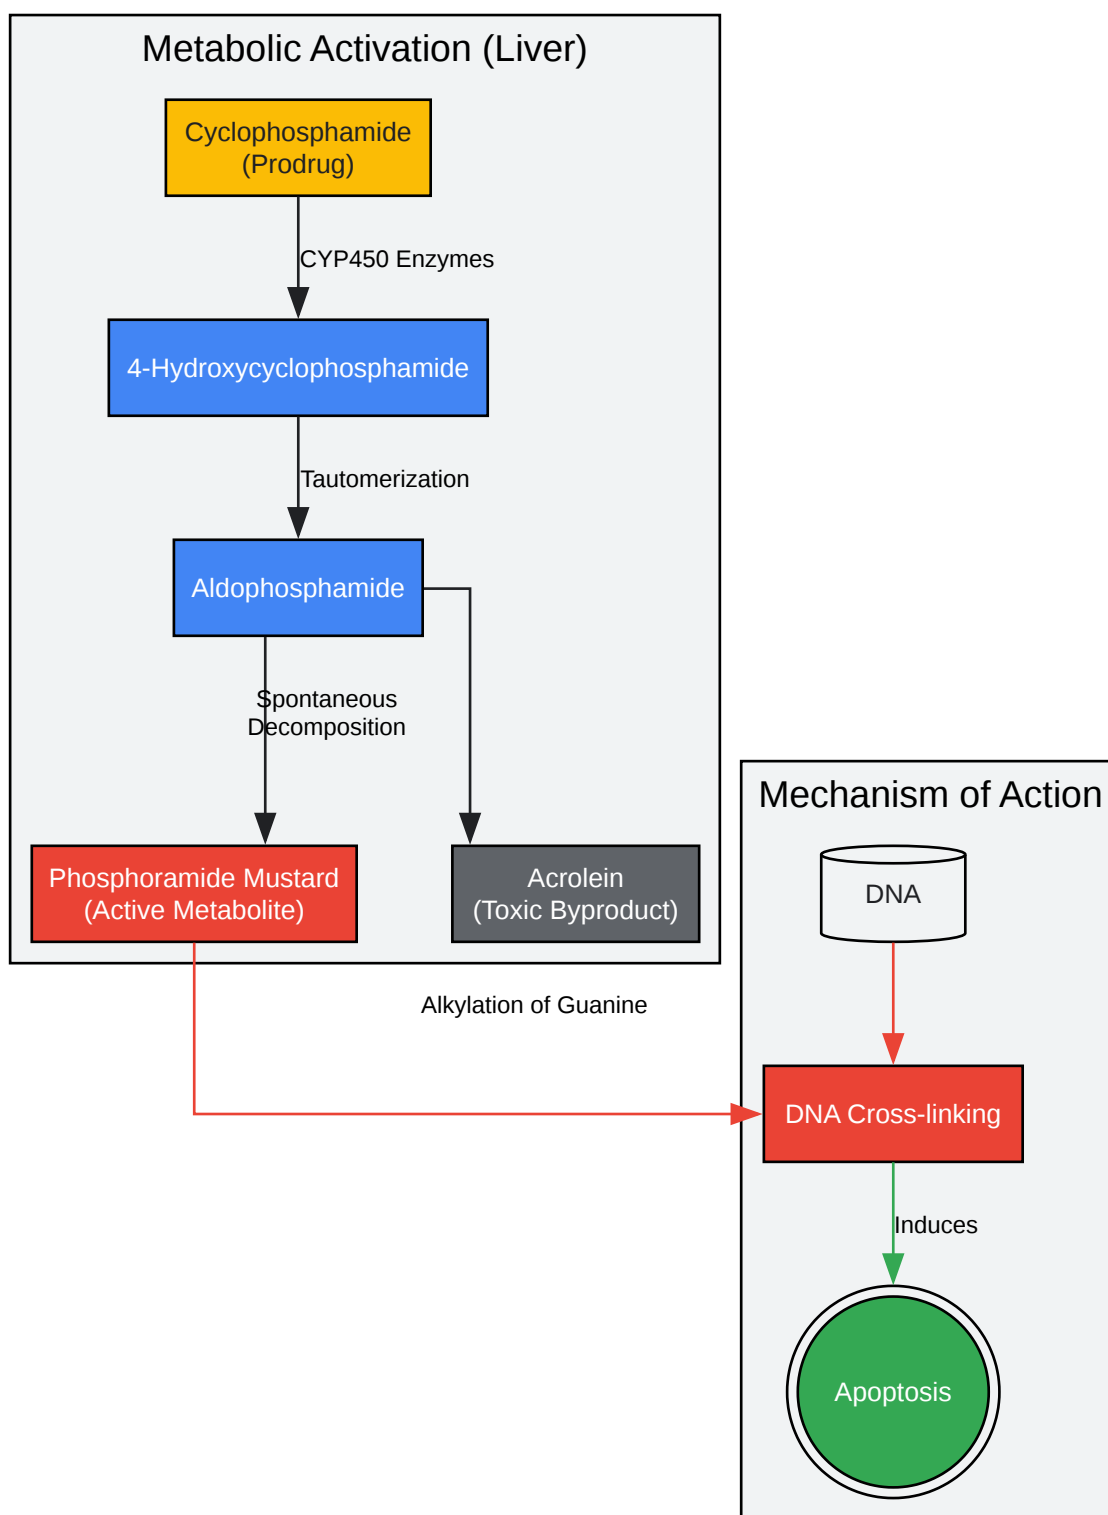 Metabolic Activation (Liver)
Cyclophosphamide
(Prodrug)
CYP450 Enzymes
4-Hydroxycyclophosphamide
Tautomerization
Aldophosphamide
Spontaneous
Decomposition
Phosphoramide Mustard
(Active Metabolite)
Acrolein
(Toxic Byproduct)
Alkylation of Guanine
Mechanism of Action
DNA
DNA Cross-linking
Induces
Apoptosis